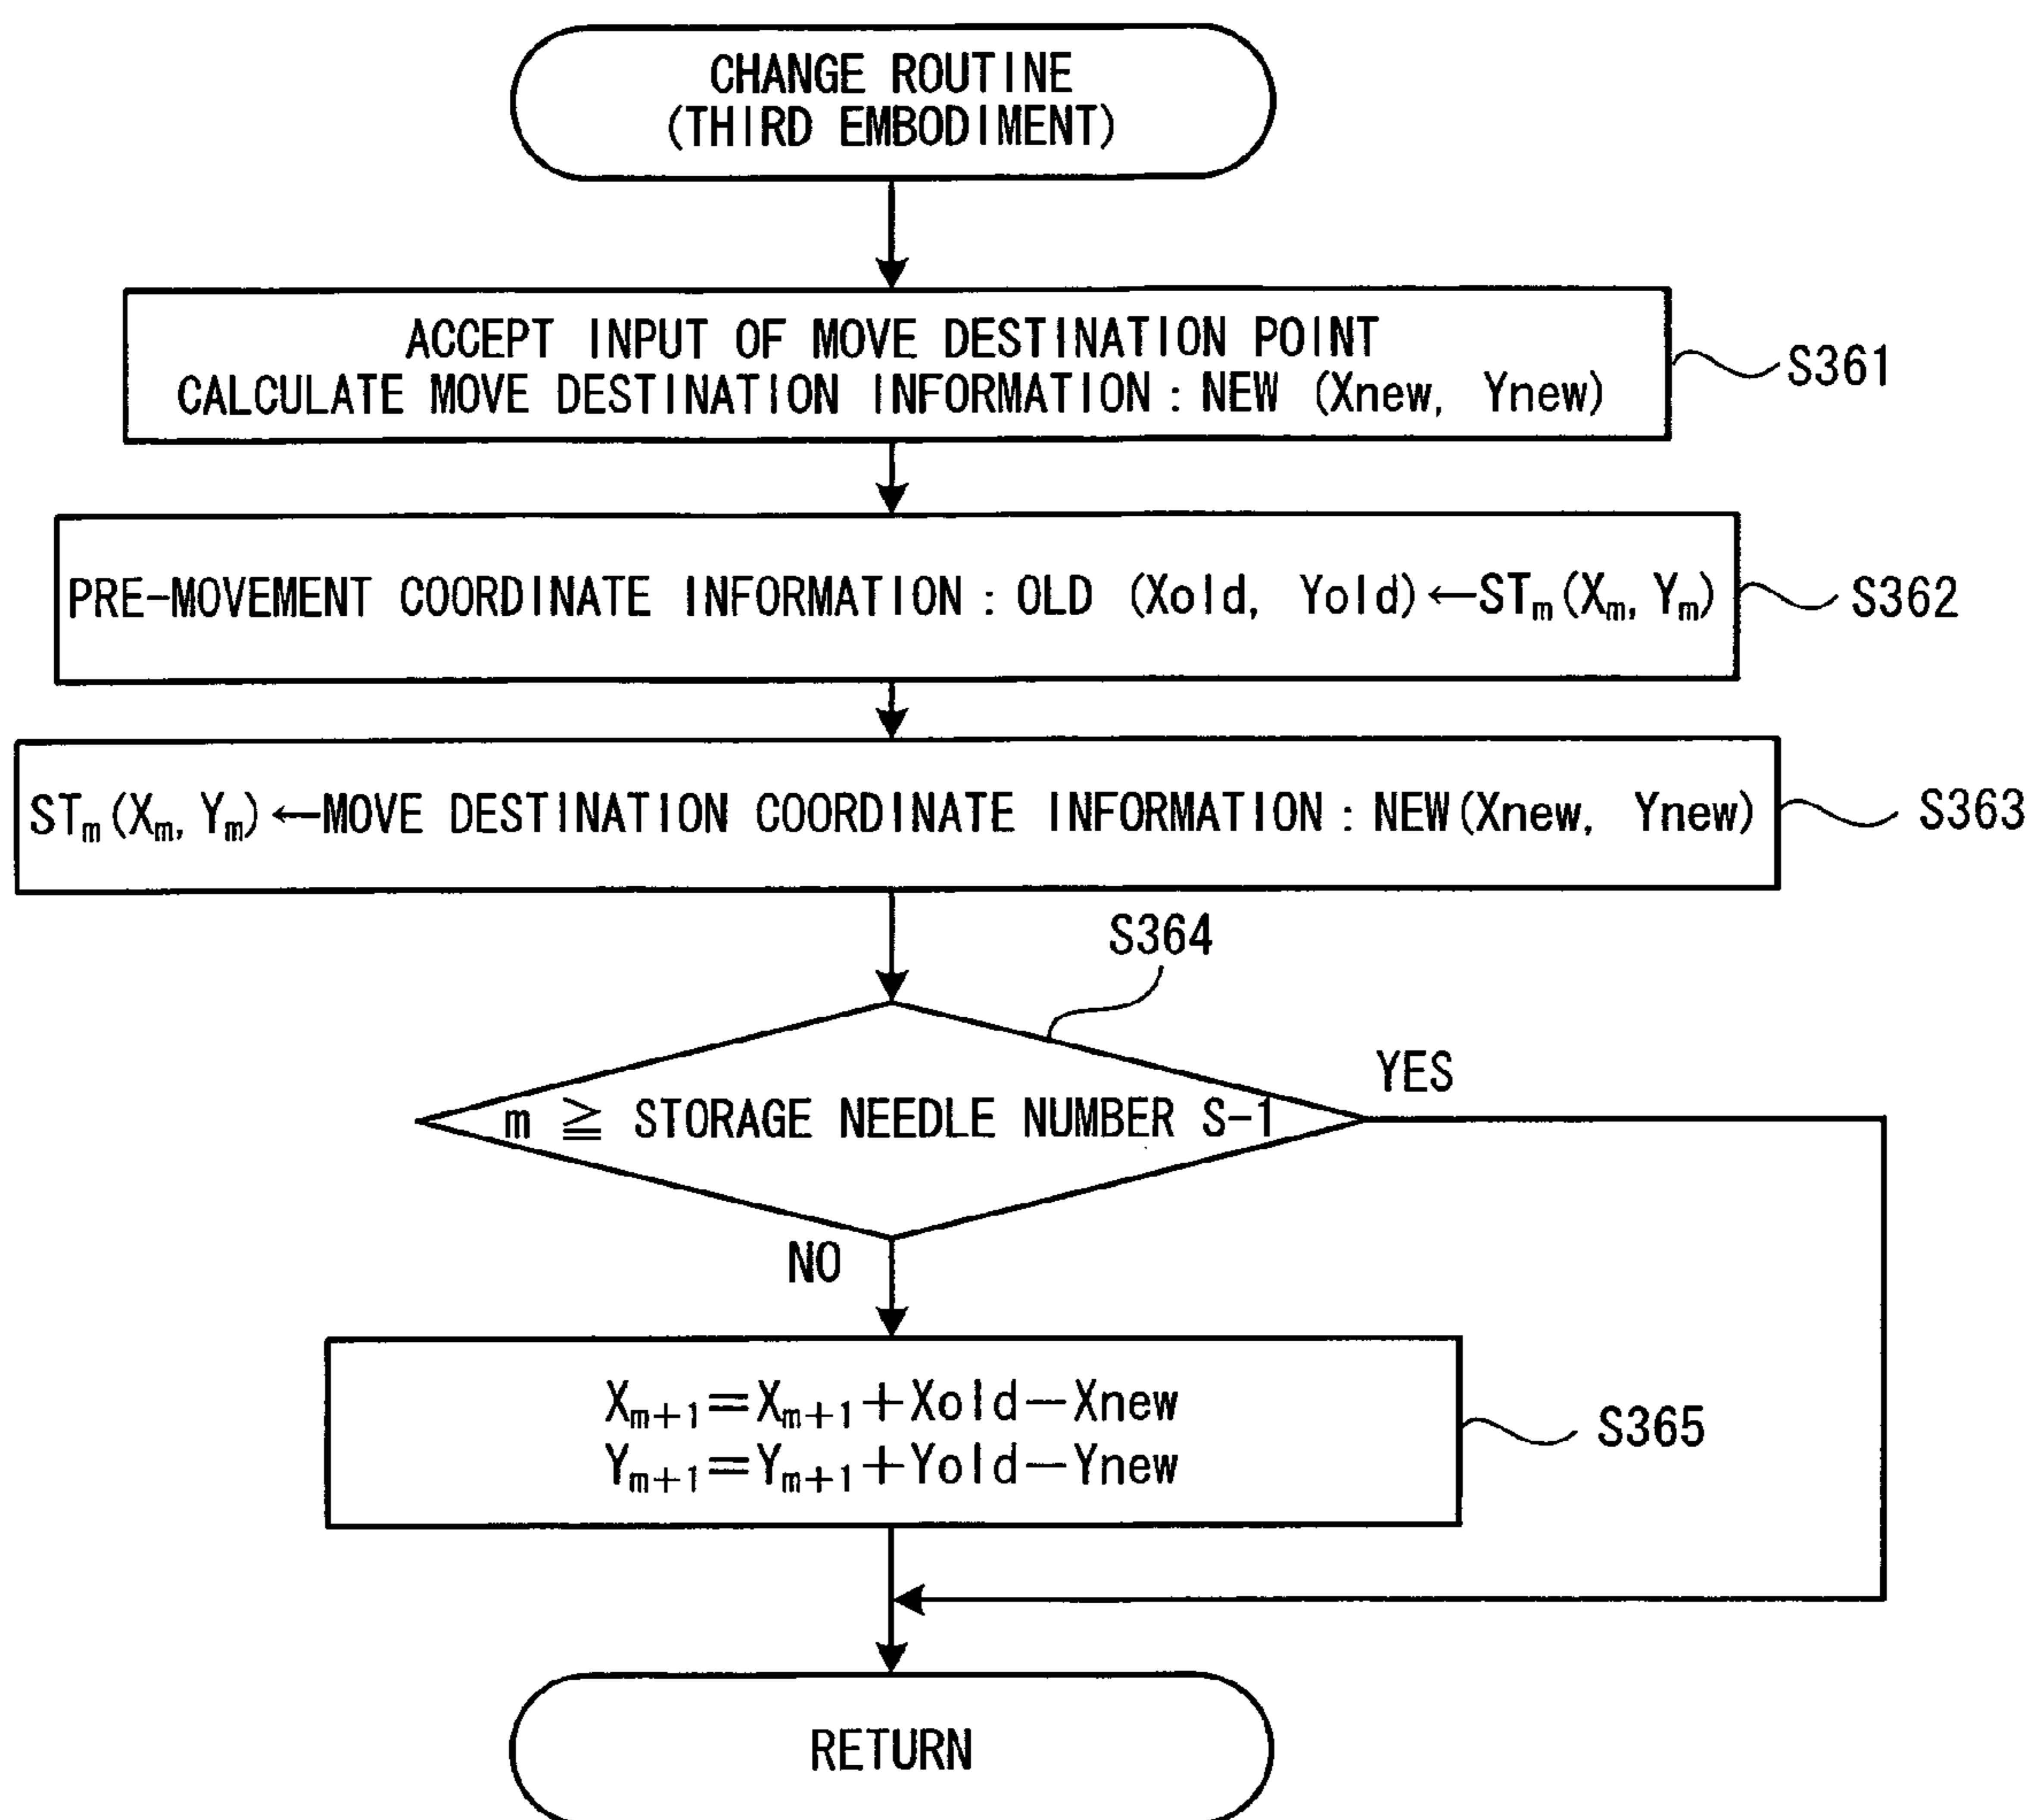 CHANGE ROUTINE
(THIRD EMBODIMENT)
ACCEPT INPUT OF MOVE DESTINATION POINT
CALCULATE MOVE DESTINATION INFORMATION : NEW (Xnew, Ynew)
S361
PRE-MOVEMENT COORDINATE INFORMATION : OLD (Xold, Yold)←STₘ(Xₘ, Yₘ)
S362
STₘ(Xₘ, Yₘ)←MOVE DESTINATION COORDINATE INFORMATION : NEW(Xnew, Ynew)
S363
S364
m ≧ STORAGE NEEDLE NUMBER S-1
YES
NO
Xₘ₊₁=Xₘ₊₁+Xold−Xnew
Yₘ₊₁=Yₘ₊₁+Yold−Ynew
S365
RETURN